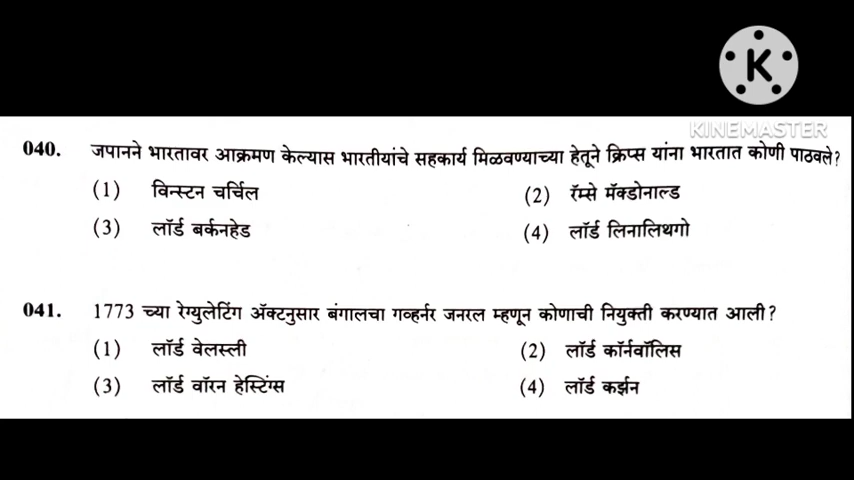 K
KINEMASTER
040. जपानने भारतावर आक्रमण केल्यास भारतीयांचे सहकार्य मिळवण्याच्या हेतूने क्रिप्स यांना भारतात कोणी पाठवले?
(1) विन्स्टन चर्चिल (2) रॅम्से मॅक्डोनाल्ड
(3) लॉर्ड बर्कनहेड (4) लॉर्ड लिनालिथगो
041. 1773 च्या रेग्युलेटिंग ॲक्टनुसार बंगालचा गव्हर्नर जनरल म्हणून कोणाची नियुक्ती करण्यात आली?
(1) लॉर्ड वेलस्ली (2) लॉर्ड कॉर्नवॉलिस
(3) लॉर्ड वॉरन हेस्टिंग्स (4) लॉर्ड कर्झन